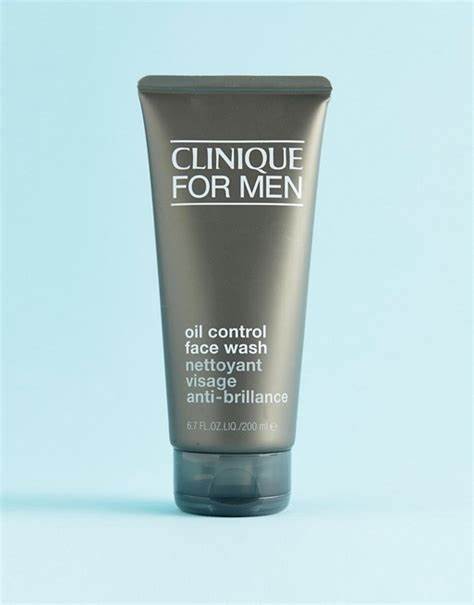 CLINIQUE
FOR MEN
oil control
face wash
nettoyant
visage
anti-brillance
6.7 FL.OZ.LIQ./200 ml ℮